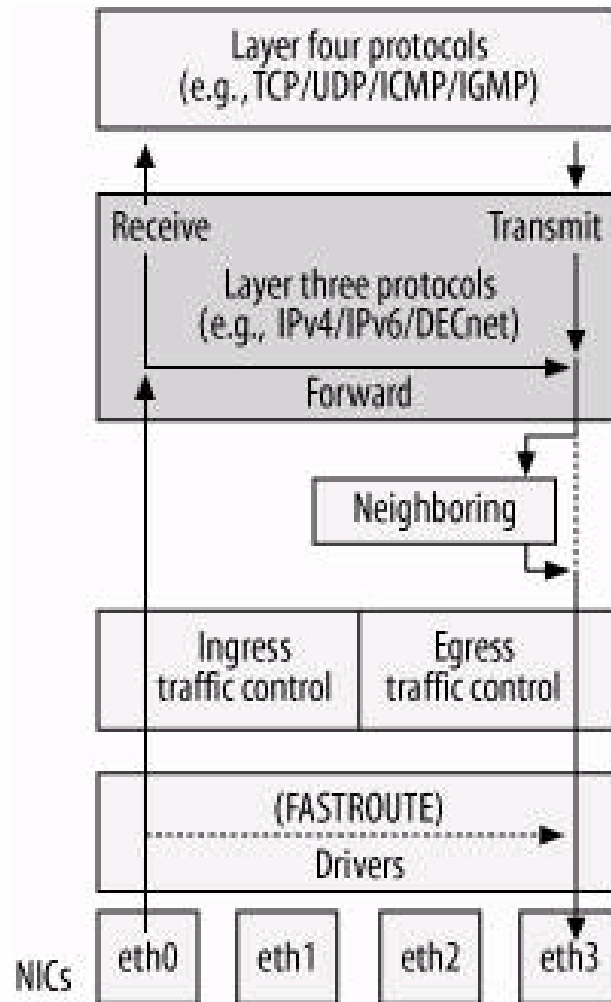 Layer four protocols
(e.g., TCP/UDP/ICMP/IGMP)
Receive
Transmit
Layer three protocols
(e.g., IPv4/IPv6/DECnet)
Forward
Neighboring
Ingress
traffic control
Egress
traffic control
(FASTROUTE)
Drivers
NICs
eth0
eth1
eth2
eth3